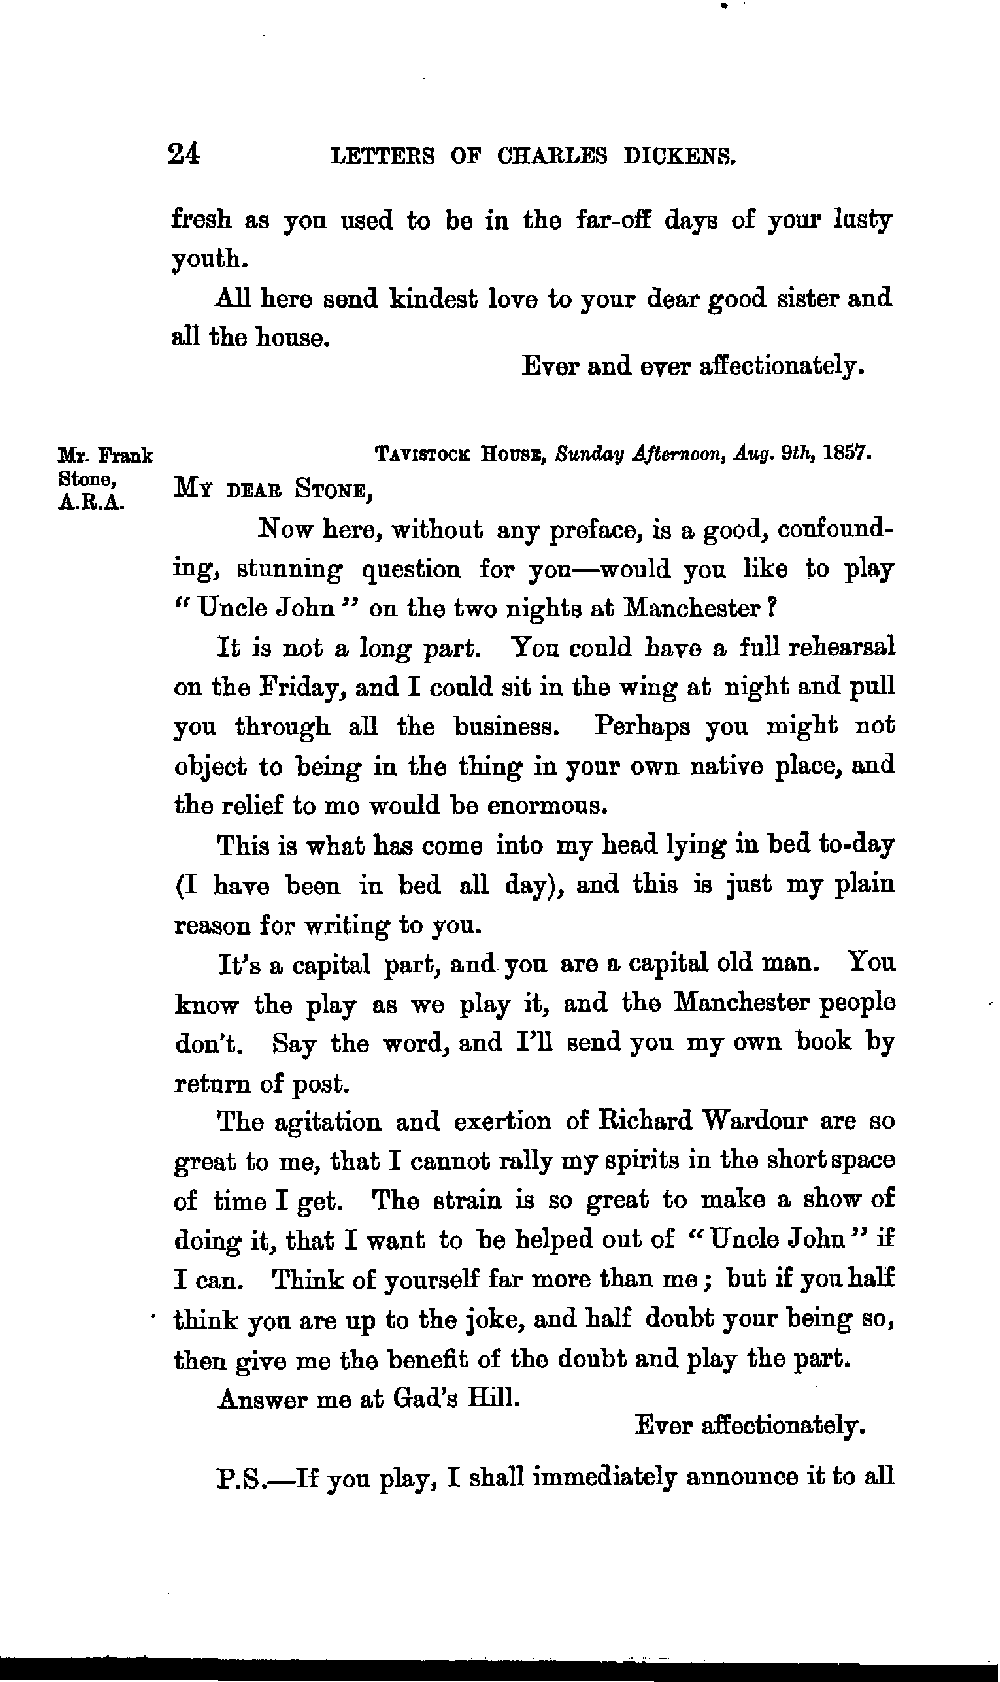 24 LETTERS OF CHARLES DICKENS.
fresh as you used to be in the far-off days of your lusty
youth.
All here send kindest love to your dear good sister and
all the house.
Ever and ever affectionately.
Mr. Frank
Stone,
A.R.A.
TAVISTOCK HOUSE, Sunday Afternoon, Aug. 9th, 1857.
MY DEAR STONE,
Now here, without any preface, is a good, confound-
ing, stunning question for you—would you like to play
“Uncle John” on the two nights at Manchester?
It is not a long part. You could have a full rehearsal
on the Friday, and I could sit in the wing at night and pull
you through all the business. Perhaps you might not
object to being in the thing in your own native place, and
the relief to me would be enormous.
This is what has come into my head lying in bed to-day
(I have been in bed all day), and this is just my plain
reason for writing to you.
It’s a capital part, and you are a capital old man. You
know the play as we play it, and the Manchester people
don’t. Say the word, and I’ll send you my own book by
return of post.
The agitation and exertion of Richard Wardour are so
great to me, that I cannot rally my spirits in the short space
of time I get. The strain is so great to make a show of
doing it, that I want to be helped out of “Uncle John” if
I can. Think of yourself far more than me; but if you half
think you are up to the joke, and half doubt your being so,
then give me the benefit of the doubt and play the part.
Answer me at Gad’s Hill.
Ever affectionately.
P.S.—If you play, I shall immediately announce it to all